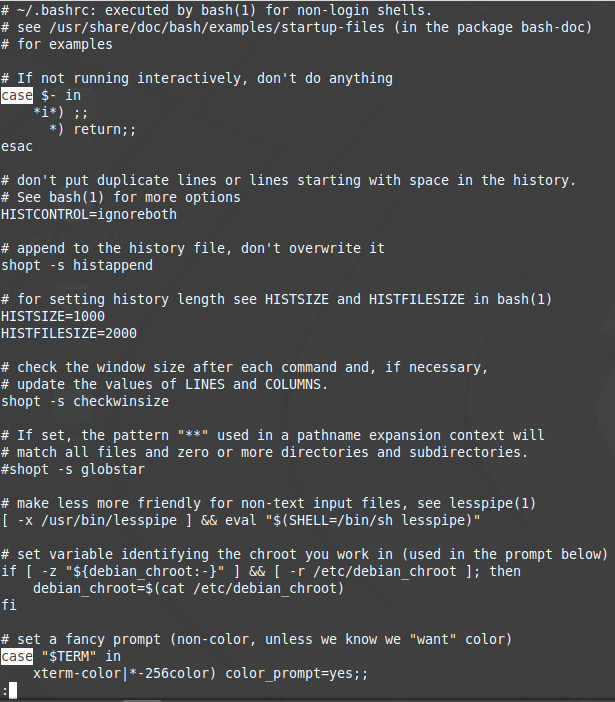 # ~/.bashrc: executed by bash(1) for non-login shells.
# see /usr/share/doc/bash/examples/startup-files (in the package bash-doc)
# for examples

# If not running interactively, don't do anything
case $- in
    *i*) ;;
      *) return;;
esac

# don't put duplicate lines or lines starting with space in the history.
# See bash(1) for more options
HISTCONTROL=ignoreboth

# append to the history file, don't overwrite it
shopt -s histappend

# for setting history length see HISTSIZE and HISTFILESIZE in bash(1)
HISTSIZE=1000
HISTFILESIZE=2000

# check the window size after each command and, if necessary,
# update the values of LINES and COLUMNS.
shopt -s checkwinsize

# If set, the pattern "**" used in a pathname expansion context will
# match all files and zero or more directories and subdirectories.
#shopt -s globstar

# make less more friendly for non-text input files, see lesspipe(1)
[ -x /usr/bin/lesspipe ] && eval "$(SHELL=/bin/sh lesspipe)"

# set variable identifying the chroot you work in (used in the prompt below)
if [ -z "${debian_chroot:-}" ] && [ -r /etc/debian_chroot ]; then
    debian_chroot=$(cat /etc/debian_chroot)
fi

# set a fancy prompt (non-color, unless we know we "want" color)
case "$TERM" in
    xterm-color|*-256color) color_prompt=yes;;
: